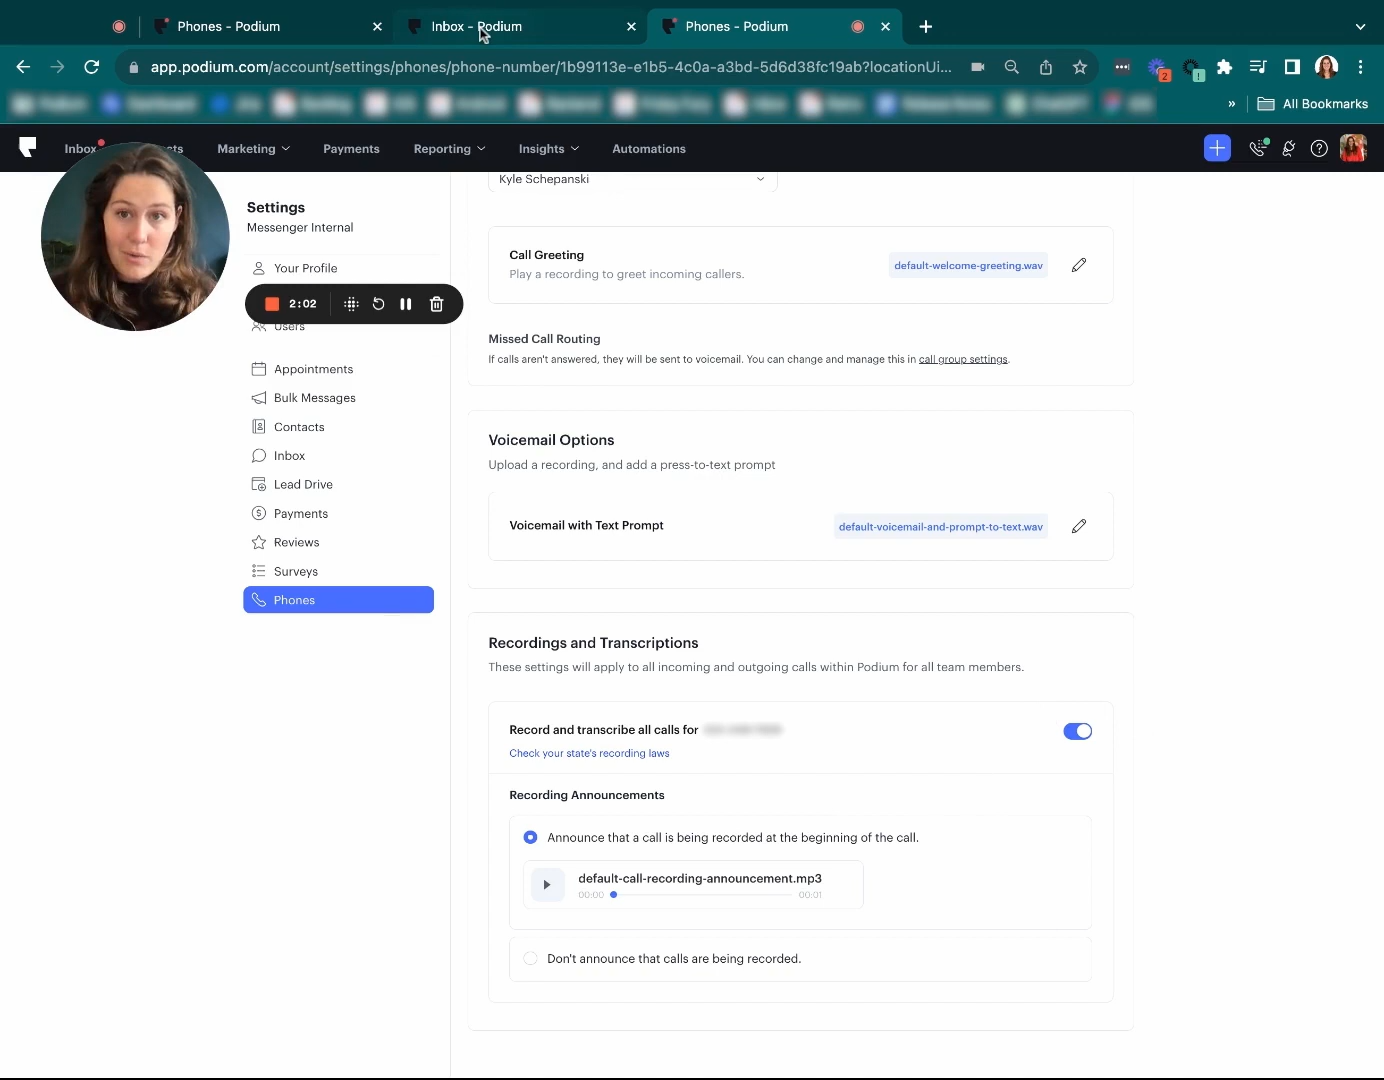 Phones - Podium
Inbox - Podium
Phones - Podium
app.podium.com/account/settings/phones/phone-number/1b99113e-e1b5-4c0a-a3bd-5d6d38fc19ab?locationUi...
2
!
»
All Bookmarks
Inbox
Marketing
Payments
Reporting
Insights
Automations
Settings
Messenger Internal
Your Profile
2:02
Users
Appointments
Bulk Messages
Contacts
Inbox
Lead Drive
Payments
Reviews
Surveys
Phones
Kyle Schepanski
Call Greeting
Play a recording to greet incoming callers.
default-welcome-greeting.wav
Missed Call Routing
If calls aren't answered, they will be sent to voicemail. You can change and manage this in call group settings.
Voicemail Options
Upload a recording, and add a press-to-text prompt
Voicemail with Text Prompt
default-voicemail-and-prompt-to-text.wav
Recordings and Transcriptions
These settings will apply to all incoming and outgoing calls within Podium for all team members.
Record and transcribe all calls for
Check your state's recording laws
Recording Announcements
Announce that a call is being recorded at the beginning of the call.
default-call-recording-announcement.mp3
00:00
00:01
Don't announce that calls are being recorded.